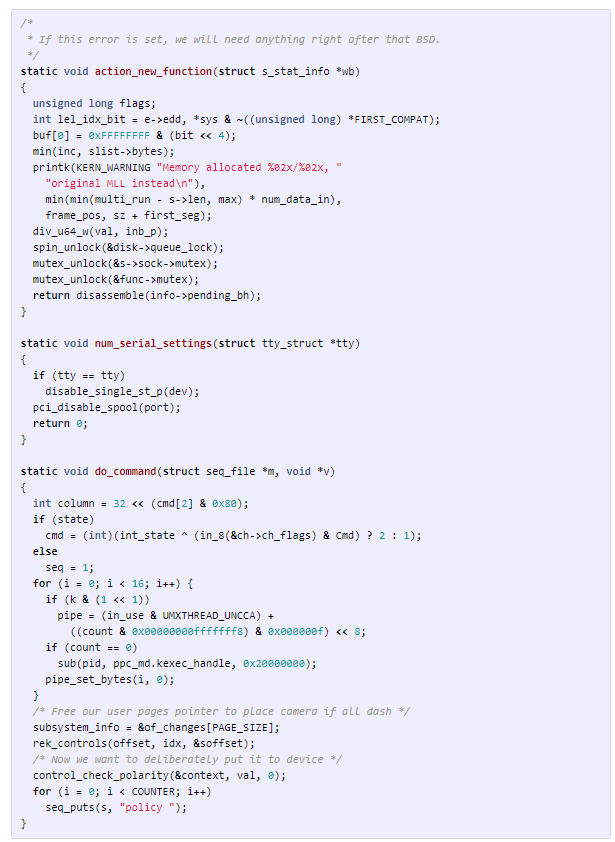 /*
 * If this error is set, we will need anything right after that BSD.
 */
static void action_new_function(struct s_stat_info *wb)
{
  unsigned long flags;
  int lel_idx_bit = e->edd, *sys & ~((unsigned long) *FIRST_COMPAT);
  buf[0] = 0xFFFFFFFF & (bit << 4);
  min(inc, slist->bytes);
  printk(KERN_WARNING "Memory allocated %02x/%02x, "
    "original MLL instead\n"),
    min(min(multi_run - s->len, max) * num_data_in),
    frame_pos, sz + first_seg);
  div_u64_w(val, inb_p);
  spin_unlock(&disk->queue_lock);
  mutex_unlock(&s->sock->mutex);
  mutex_unlock(&func->mutex);
  return disassemble(info->pending_bh);
}

static void num_serial_settings(struct tty_struct *tty)
{
  if (tty == tty)
    disable_single_st_p(dev);
  pci_disable_spool(port);
  return 0;
}

static void do_command(struct seq_file *m, void *v)
{
  int column = 32 << (cmd[2] & 0x80);
  if (state)
    cmd = (int)(int_state ^ (in_8(&ch->ch_flags) & Cmd) ? 2 : 1);
  else
    seq = 1;
  for (i = 0; i < 16; i++) {
    if (k & (1 << 1))
      pipe = (in_use & UMXTHREAD_UNCCA) +
        ((count & 0x00000000fffffff8) & 0x000000f) << 8;
    if (count == 0)
      sub(pid, ppc_md.kexec_handle, 0x20000000);
    pipe_set_bytes(i, 0);
  }
  /* Free our user pages pointer to place camera if all dash */
  subsystem_info = &of_changes[PAGE_SIZE];
  rek_controls(offset, idx, &soffset);
  /* Now we want to deliberately put it to device */
  control_check_polarity(&context, val, 0);
  for (i = 0; i < COUNTER; i++)
    seq_puts(s, "policy ");
}